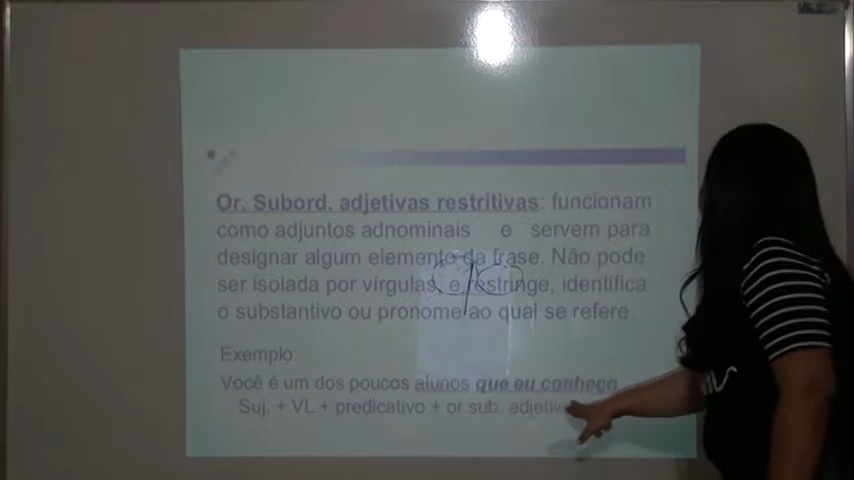 Or. Subord. adjetivas restritivas: funcionam
como adjuntos adnominais e servem para
designar algum elemento da frase. Não pode
ser isolada por vírgulas, e restringe, identifica
o substantivo ou pronome ao qual se refere.
Exemplo:
Você é um dos poucos alunos que eu conheço
Suj. + VL + predicativo + or sub.